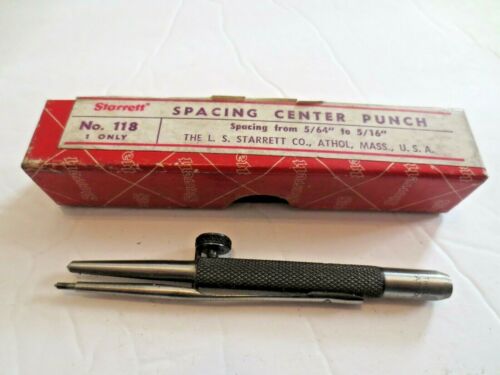 Starrett
SPACING CENTER PUNCH
No. 118
1 ONLY
Spacing from 5/64" to 5/16"
THE L. S. STARRETT CO., ATHOL, MASS., U. S. A.
Starrett